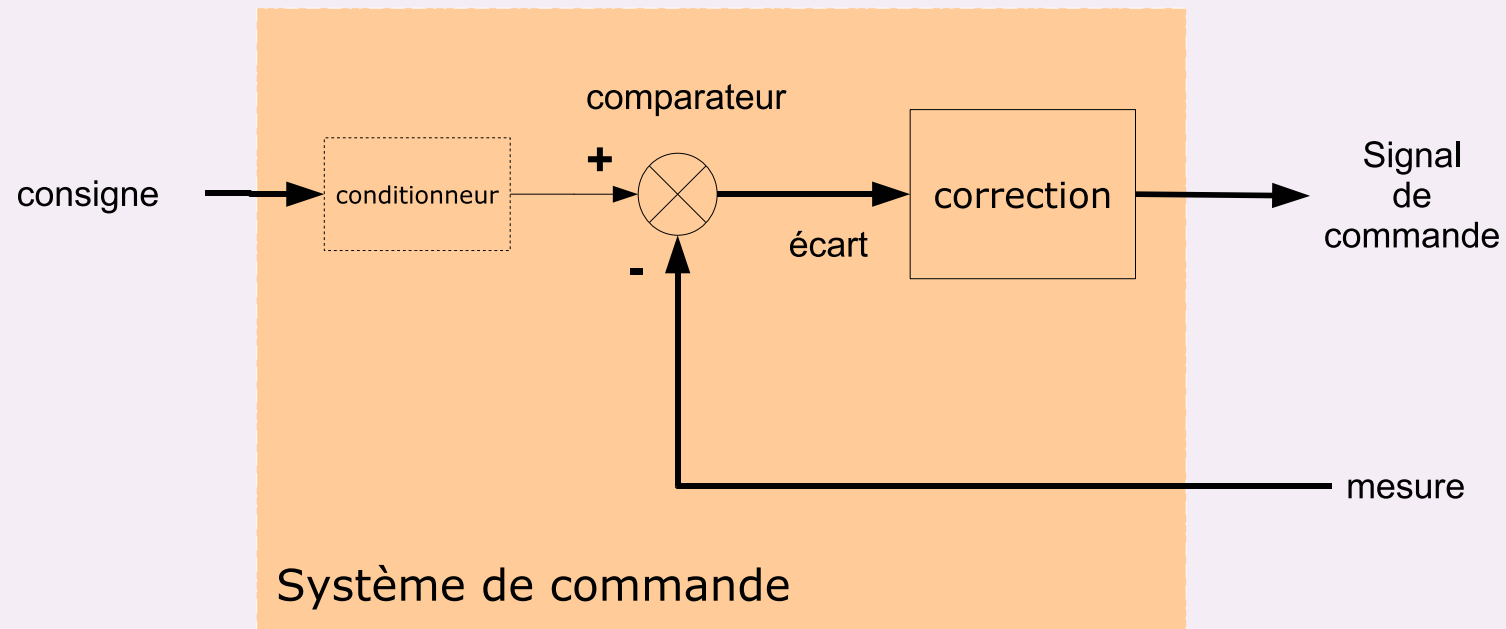 comparateur
+
consigne
conditionneur
correction
Signal
de
commande
-
écart
mesure
Système de commande